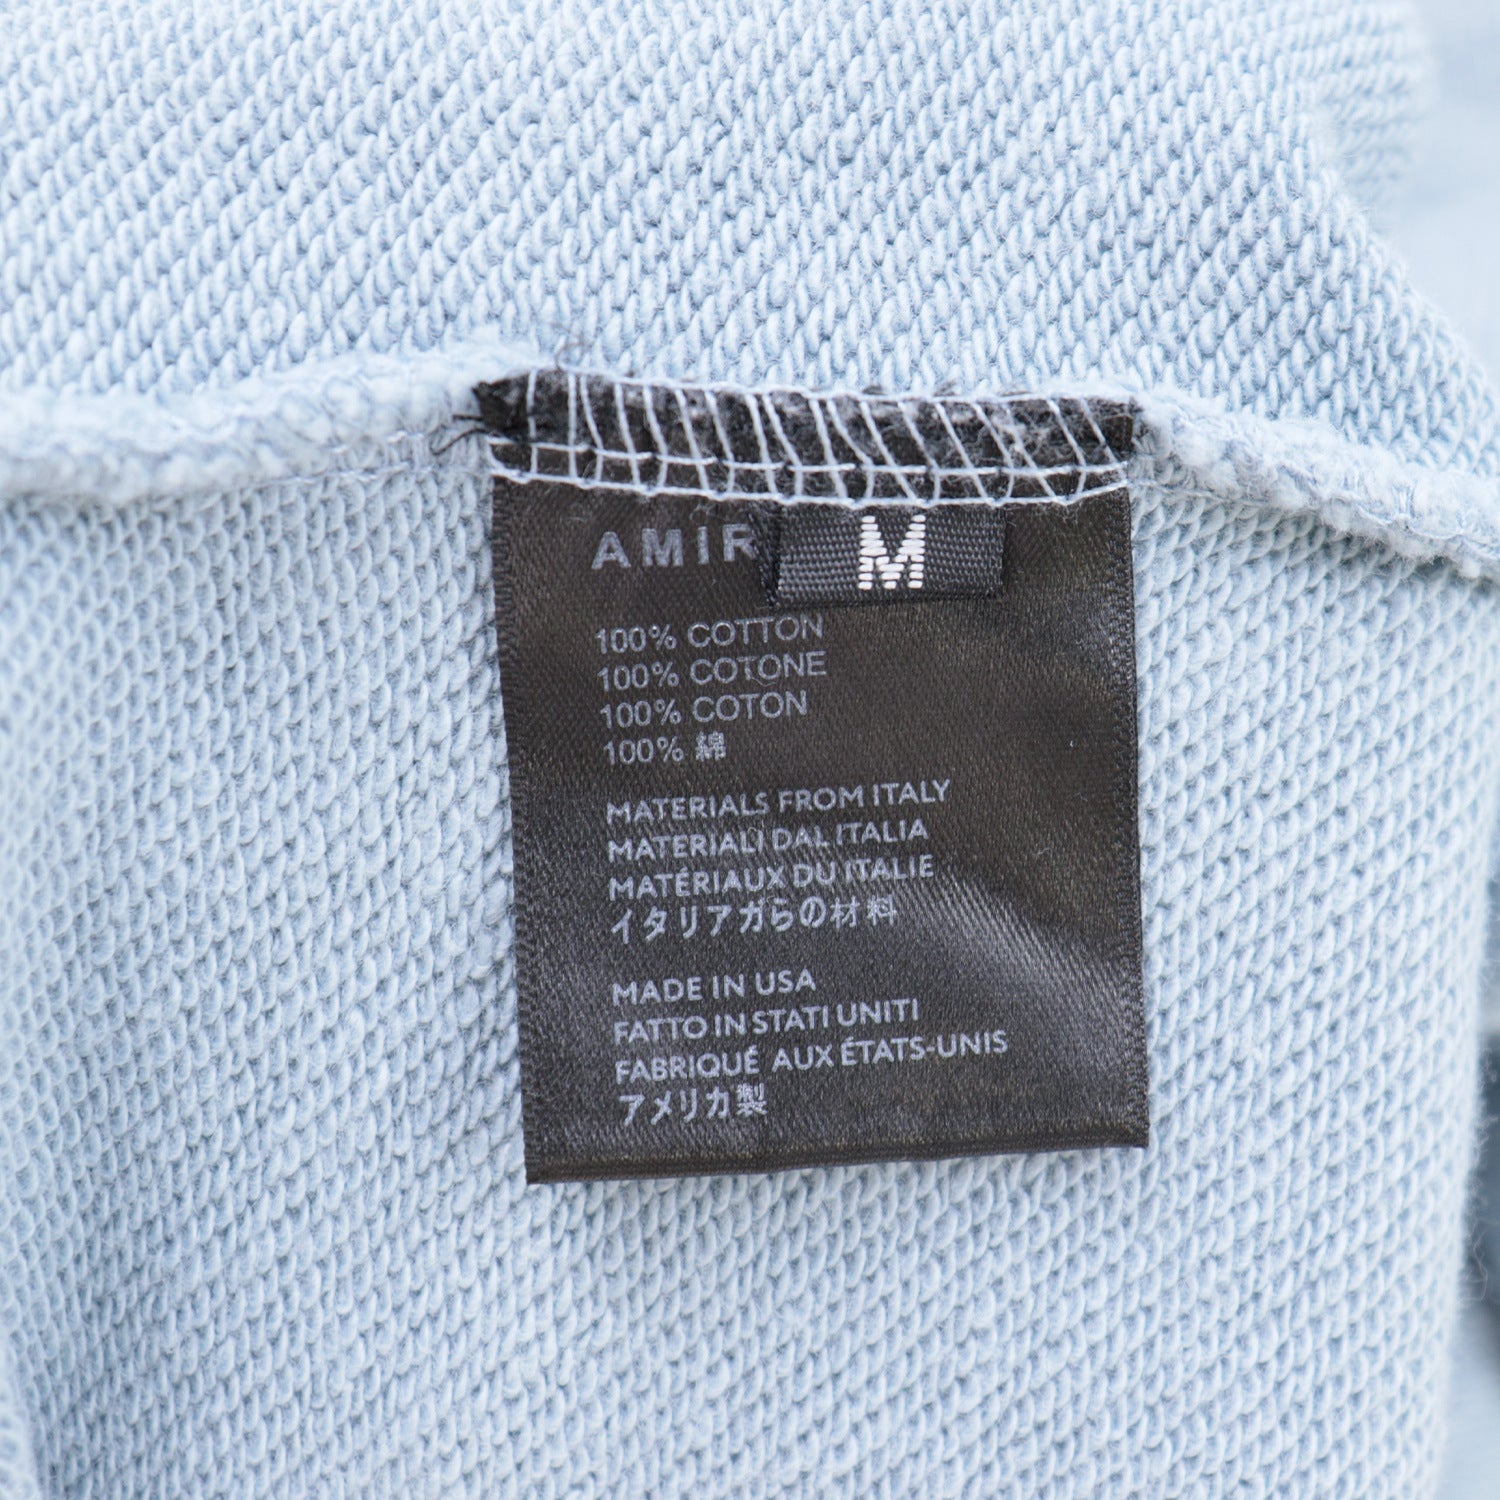 AMIR
M
100% COTTON
100% COTONE
100% COTON
100% 綿
MATERIALS FROM ITALY
MATERIALI DAL ITALIA
MATÉRIAUX DU ITALIE
イタリアガらの材料
MADE IN USA
FATTO IN STATI UNITI
FABRIQUÉ AUX ÉTATS-UNIS
アメリカ製